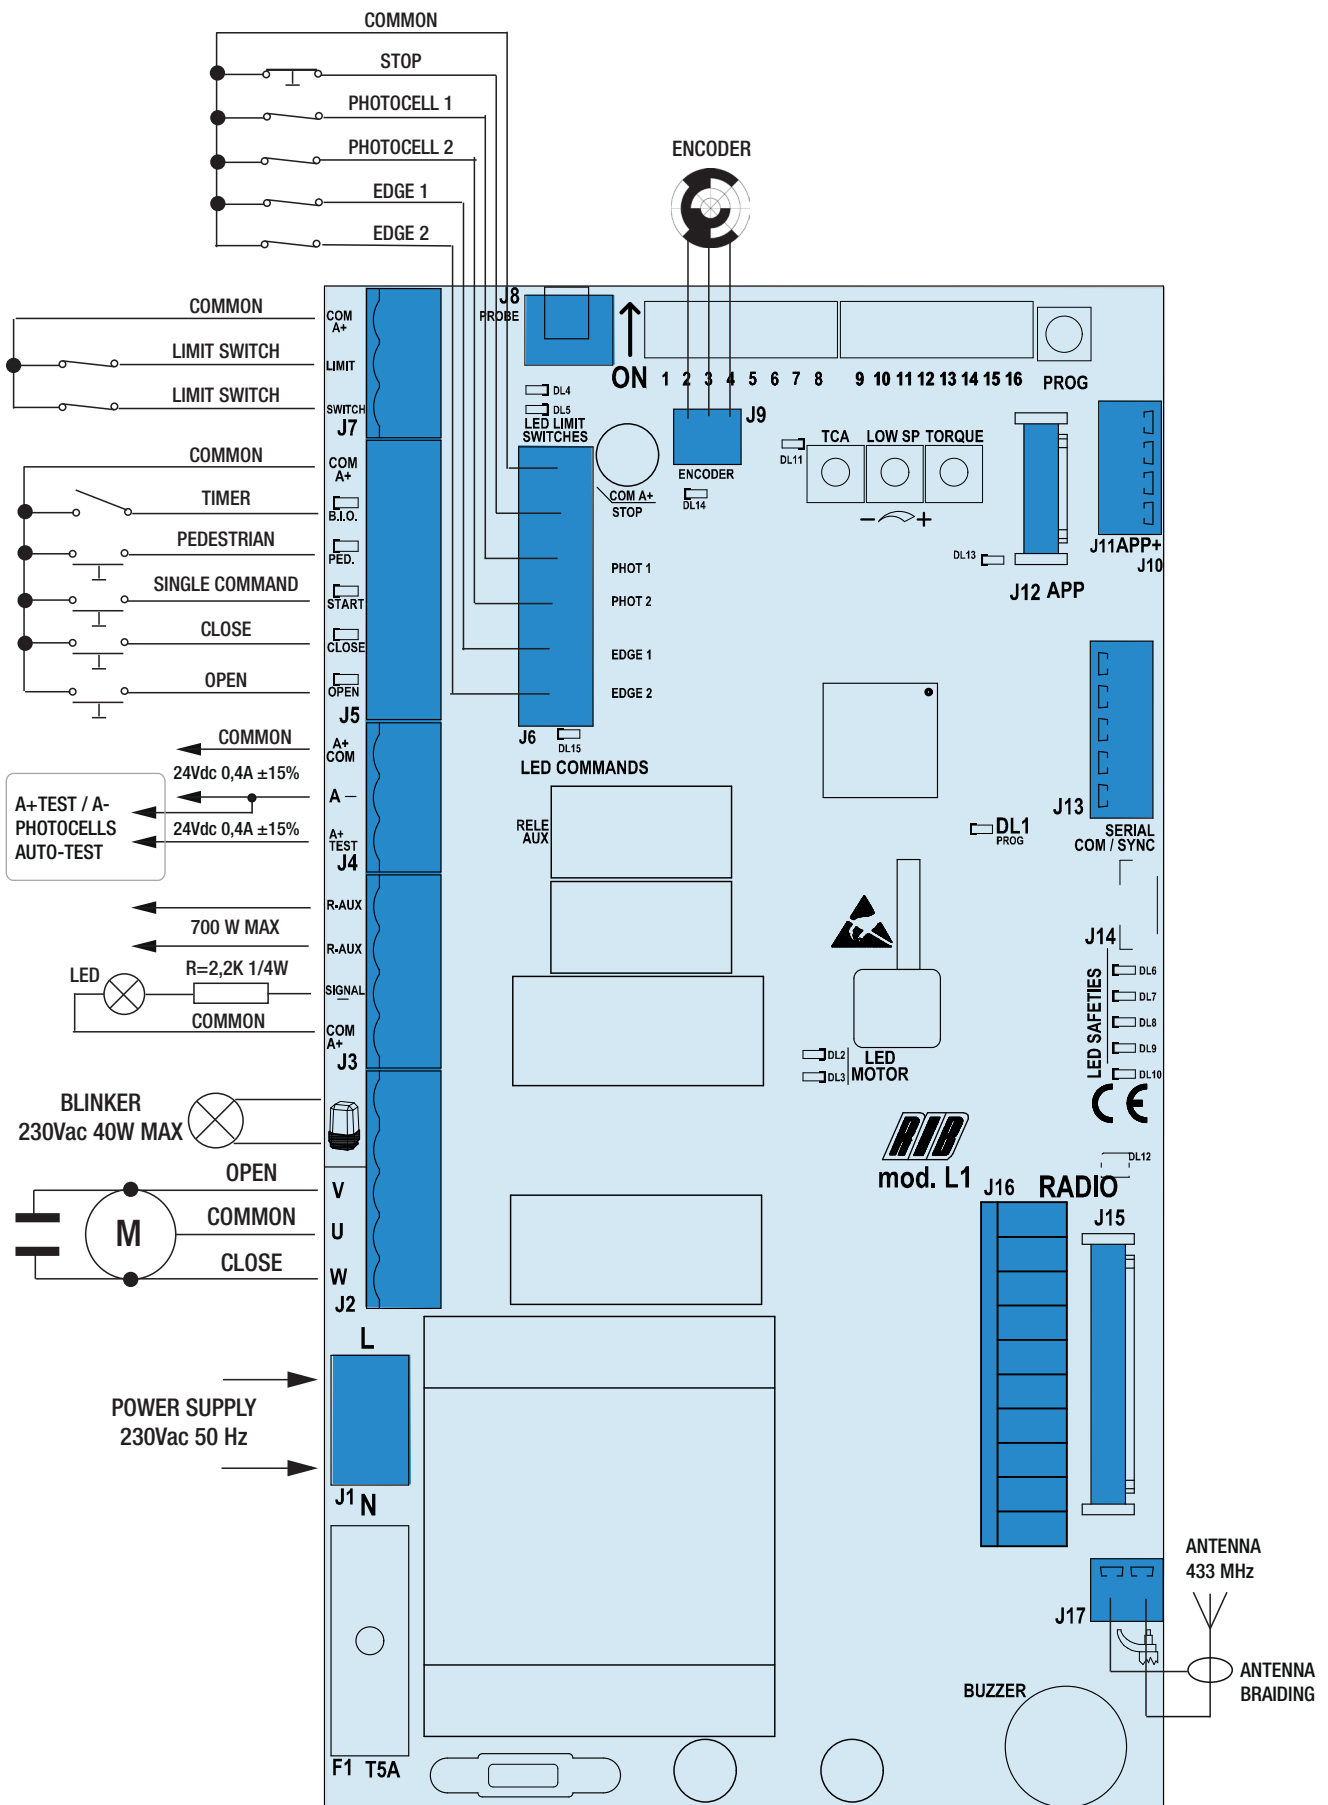 COMMON
STOP
PHOTOCELL 1
PHOTOCELL 2
EDGE 1
EDGE 2
ENCODER
COMMON
LIMIT SWITCH
LIMIT SWITCH
COM
A+
LIMIT
SWITCH
J7
J8
PROBE
ON
1 2 3 4 5 6 7 8
9 10 11 12 13 14 15 16
PROG
DL4
DL5
LED LIMIT
SWITCHES
J9
ENCODER
DL14
DL11
TCA
LOW SP
TORQUE
− +
COMMON
TIMER
PEDESTRIAN
SINGLE COMMAND
CLOSE
OPEN
COM
A+
B.I.O.
PED.
START
CLOSE
OPEN
J5
COM A+
STOP
PHOT 1
PHOT 2
EDGE 1
EDGE 2
J6
DL15
LED COMMANDS
DL13
J12 APP
J11 APP+
J10
COMMON
24Vdc 0,4A ±15%
24Vdc 0,4A ±15%
A+TEST / A-
PHOTOCELLS
AUTO-TEST
A+
COM
A −
A+
TEST
J4
RELE
AUX
J13
SERIAL
COM / SYNC
DL1
PROG
700 W MAX
LED
R=2,2K 1/4W
COMMON
R-AUX
R-AUX
SIGNAL
COM
A+
J3
J14
LED SAFETIES
DL6
DL7
DL8
DL9
DL10
CE
DL2
DL3
LED
MOTOR
BLINKER
230Vac 40W MAX
OPEN
COMMON
CLOSE
M
V
U
W
J2
RIB
mod. L1
J16
RADIO
DL12
J15
L
POWER SUPPLY
230Vac 50 Hz
J1
N
F1 T5A
J17
ANTENNA
433 MHz
ANTENNA
BRAIDING
BUZZER